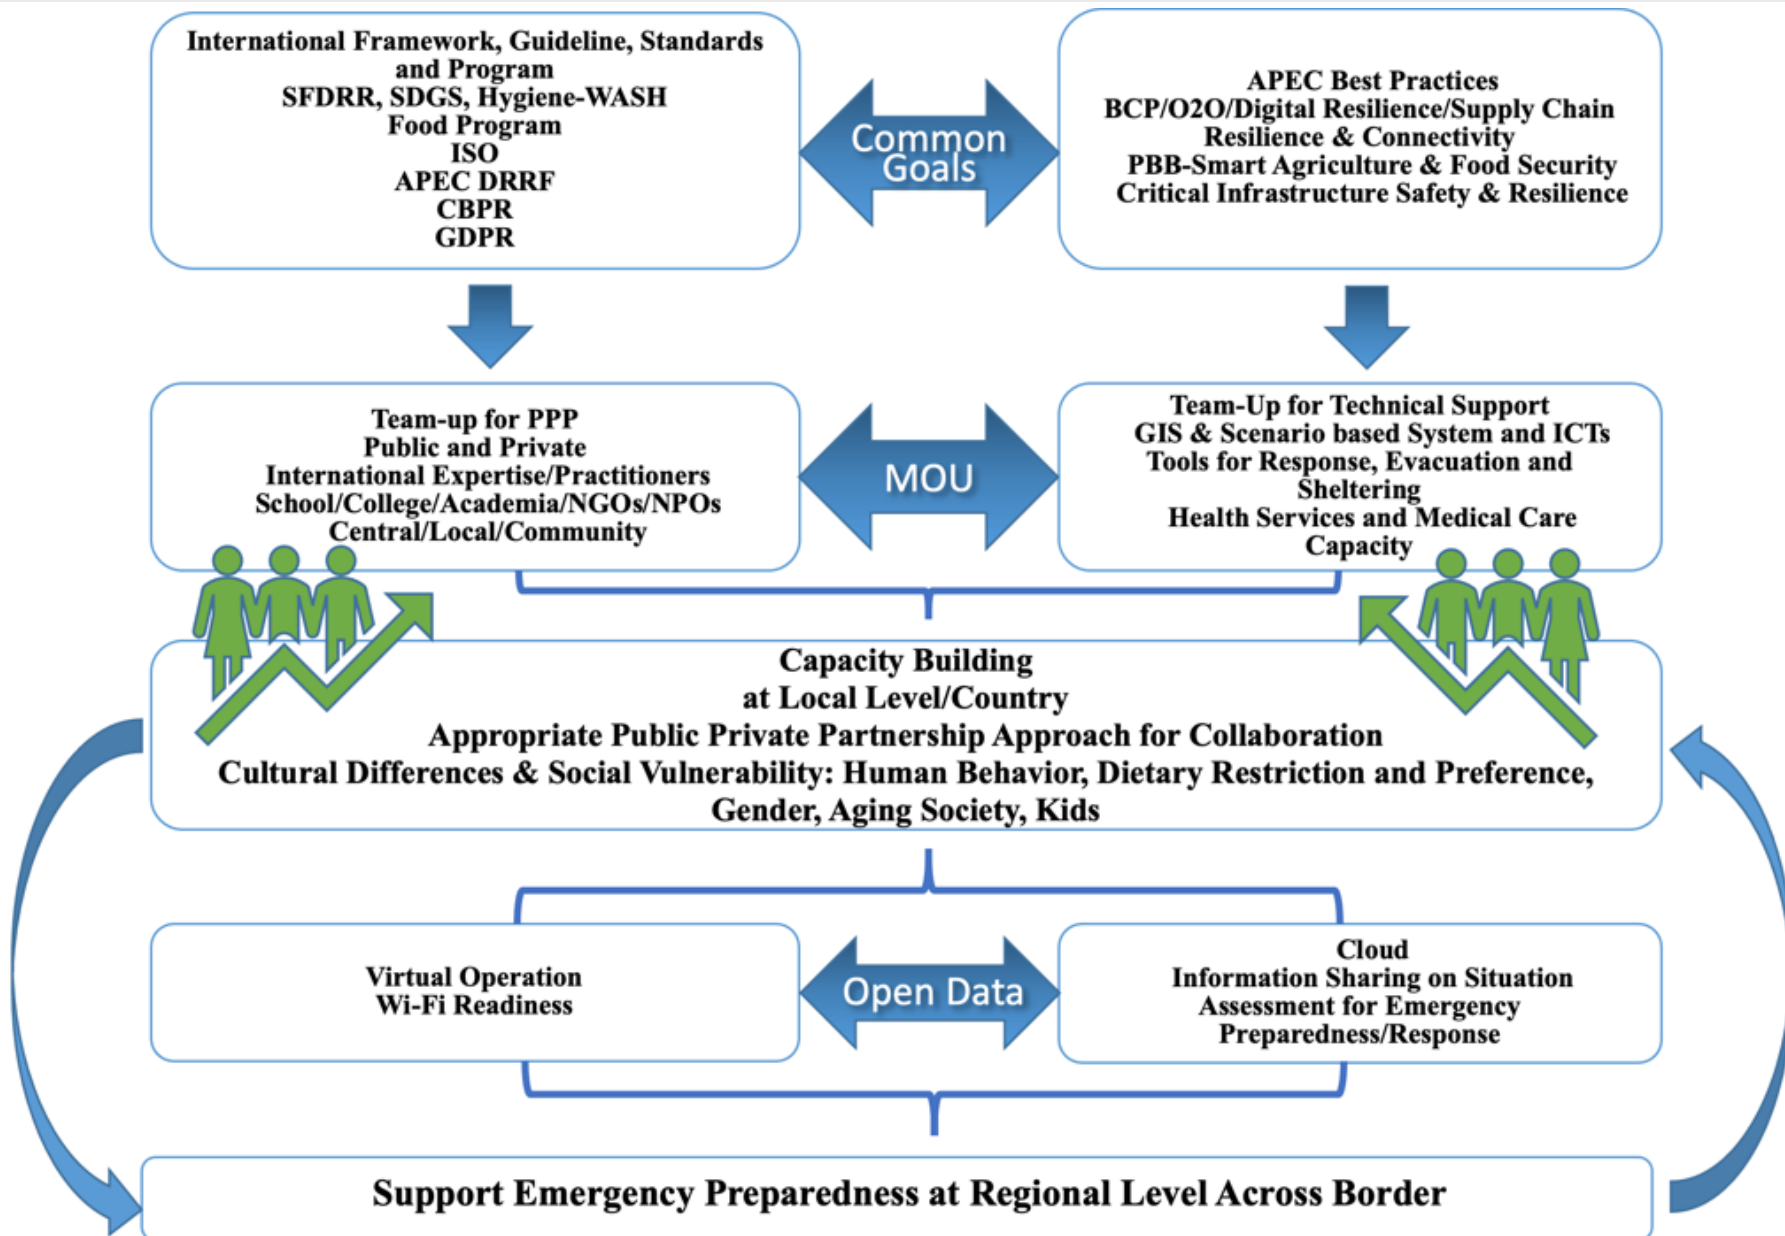 International Framework, Guideline, Standards
and Program
SFDRR, SDGS, Hygiene-WASH
Food Program
ISO
APEC DRRF
CBPR
GDPR
Common
Goals
APEC Best Practices
BCP/O2O/Digital Resilience/Supply Chain
Resilience & Connectivity
PBB-Smart Agriculture & Food Security
Critical Infrastructure Safety & Resilience
Team-up for PPP
Public and Private
International Expertise/Practitioners
School/College/Academia/NGOs/NPOs
Central/Local/Community
MOU
Team-Up for Technical Support
GIS & Scenario based System and ICTs
Tools for Response, Evacuation and
Sheltering
Health Services and Medical Care
Capacity
Capacity Building
at Local Level/Country
Appropriate Public Private Partnership Approach for Collaboration
Cultural Differences & Social Vulnerability: Human Behavior, Dietary Restriction and Preference,
Gender, Aging Society, Kids
Virtual Operation
Wi-Fi Readiness
Open Data
Cloud
Information Sharing on Situation
Assessment for Emergency
Preparedness/Response
Support Emergency Preparedness at Regional Level Across Border